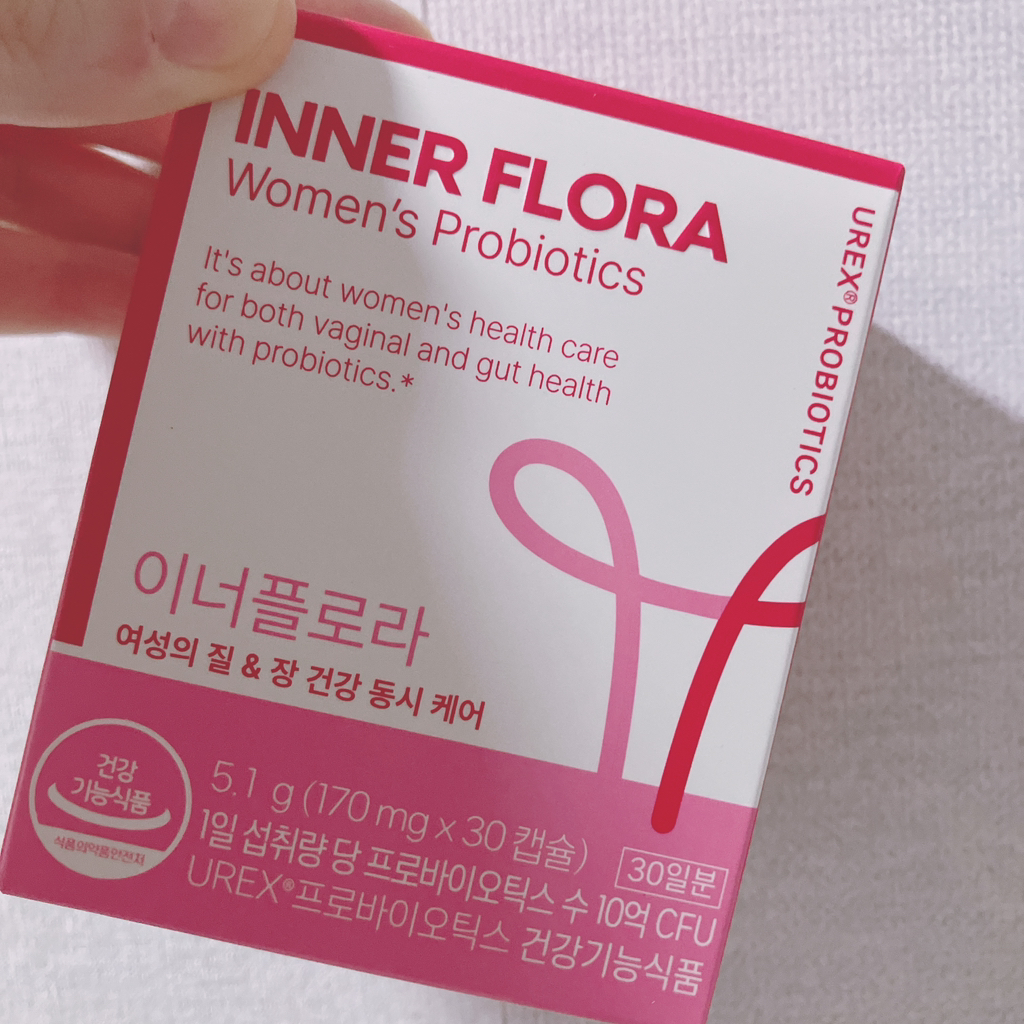 INNER FLORA
Women's Probiotics
It's about women's health care
for both vaginal and gut health
with probiotics.*
UREX® PROBIOTICS
이너플로라
여성의 질 & 장 건강 동시 케어
건강
기능식품
식품의약품안전처
5.1 g (170 mg x 30 캡슐)
30일분
1일 섭취량 당 프로바이오틱스 수 10억 CFU
UREX® 프로바이오틱스 건강기능식품